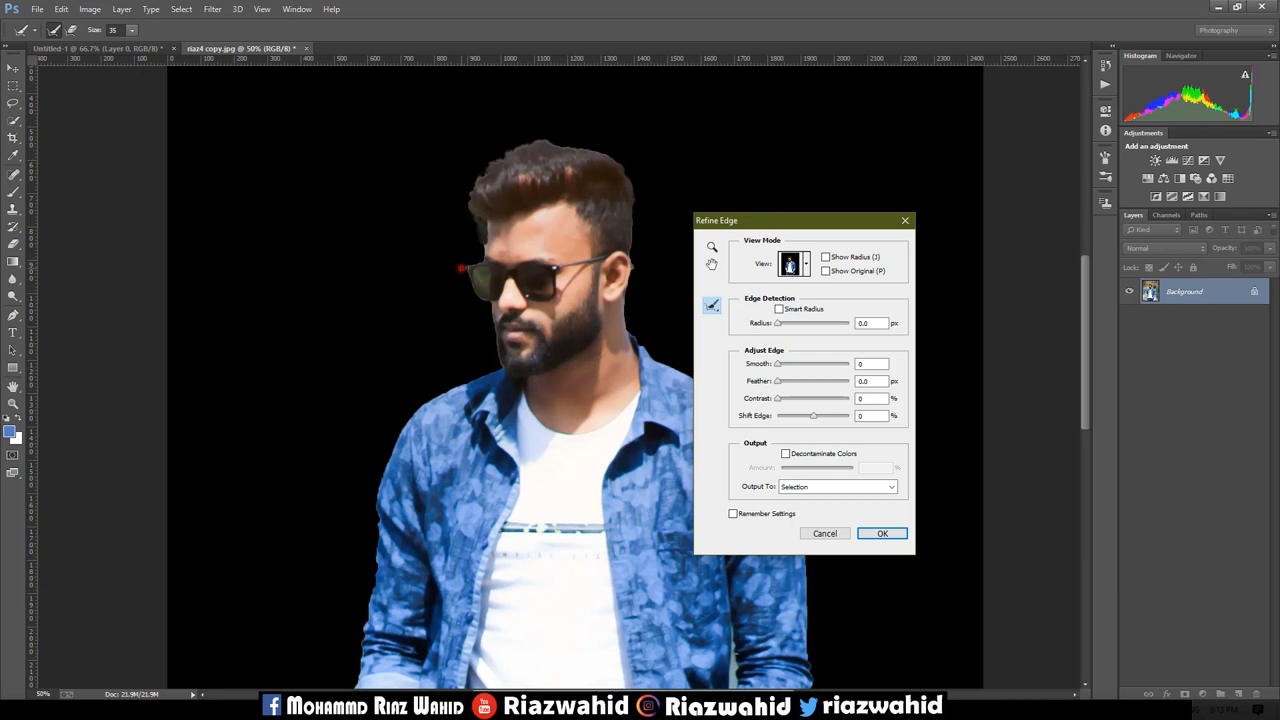 Ps File Edit Image Layer Type Select Filter 3D View Window Help
Size: 35 Photography
Untitled-1 @ 66.7% (Layer 0, RGB/8) * × riaz4 copy.jpg @ 50% (RGB/8) * ×
Histogram Navigator
Adjustments
Add an adjustment
Layers Channels Paths
Kind
Normal Opacity:
Lock: Fill:
Background
Refine Edge
View Mode
View:
Show Radius (J)
Show Original (P)
Edge Detection
Smart Radius
Radius: 0.0 px
Adjust Edge
Smooth: 0
Feather: 0.0 px
Contrast: 0 %
Shift Edge: 0 %
Output
Decontaminate Colors
Amount: %
Output To: Selection
Remember Settings
Cancel OK
50% Doc: 21.9M/21.9M
Mohammd Riaz Wahid Riazwahid Riazwahid riazwahid